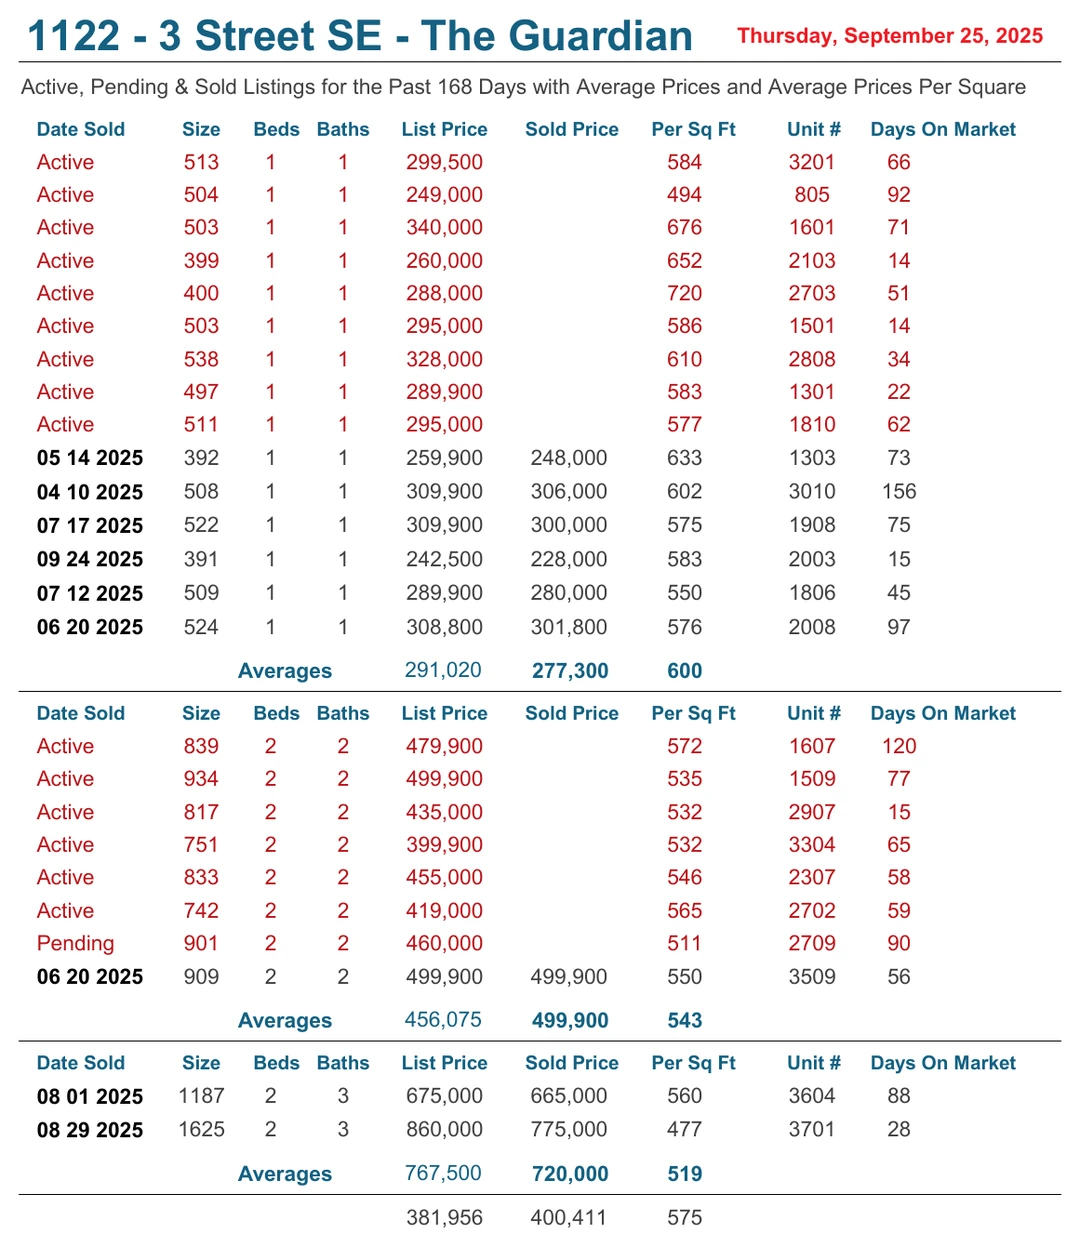 1122 - 3 Street SE - The Guardian Thursday, September 25, 2025
Active, Pending & Sold Listings for the Past 168 Days with Average Prices and Average Prices Per Square
Date Sold Size Beds Baths List Price Sold Price Per Sq Ft Unit # Days On Market
Active 513 1 1 299,500 584 3201 66
Active 504 1 1 249,000 494 805 92
Active 503 1 1 340,000 676 1601 71
Active 399 1 1 260,000 652 2103 14
Active 400 1 1 288,000 720 2703 51
Active 503 1 1 295,000 586 1501 14
Active 538 1 1 328,000 610 2808 34
Active 497 1 1 289,900 583 1301 22
Active 511 1 1 295,000 577 1810 62
05 14 2025 392 1 1 259,900 248,000 633 1303 73
04 10 2025 508 1 1 309,900 306,000 602 3010 156
07 17 2025 522 1 1 309,900 300,000 575 1908 75
09 24 2025 391 1 1 242,500 228,000 583 2003 15
07 12 2025 509 1 1 289,900 280,000 550 1806 45
06 20 2025 524 1 1 308,800 301,800 576 2008 97
Averages 291,020 277,300 600
Date Sold Size Beds Baths List Price Sold Price Per Sq Ft Unit # Days On Market
Active 839 2 2 479,900 572 1607 120
Active 934 2 2 499,900 535 1509 77
Active 817 2 2 435,000 532 2907 15
Active 751 2 2 399,900 532 3304 65
Active 833 2 2 455,000 546 2307 58
Active 742 2 2 419,000 565 2702 59
Pending 901 2 2 460,000 511 2709 90
06 20 2025 909 2 2 499,900 499,900 550 3509 56
Averages 456,075 499,900 543
Date Sold Size Beds Baths List Price Sold Price Per Sq Ft Unit # Days On Market
08 01 2025 1187 2 3 675,000 665,000 560 3604 88
08 29 2025 1625 2 3 860,000 775,000 477 3701 28
Averages 767,500 720,000 519
381,956 400,411 575